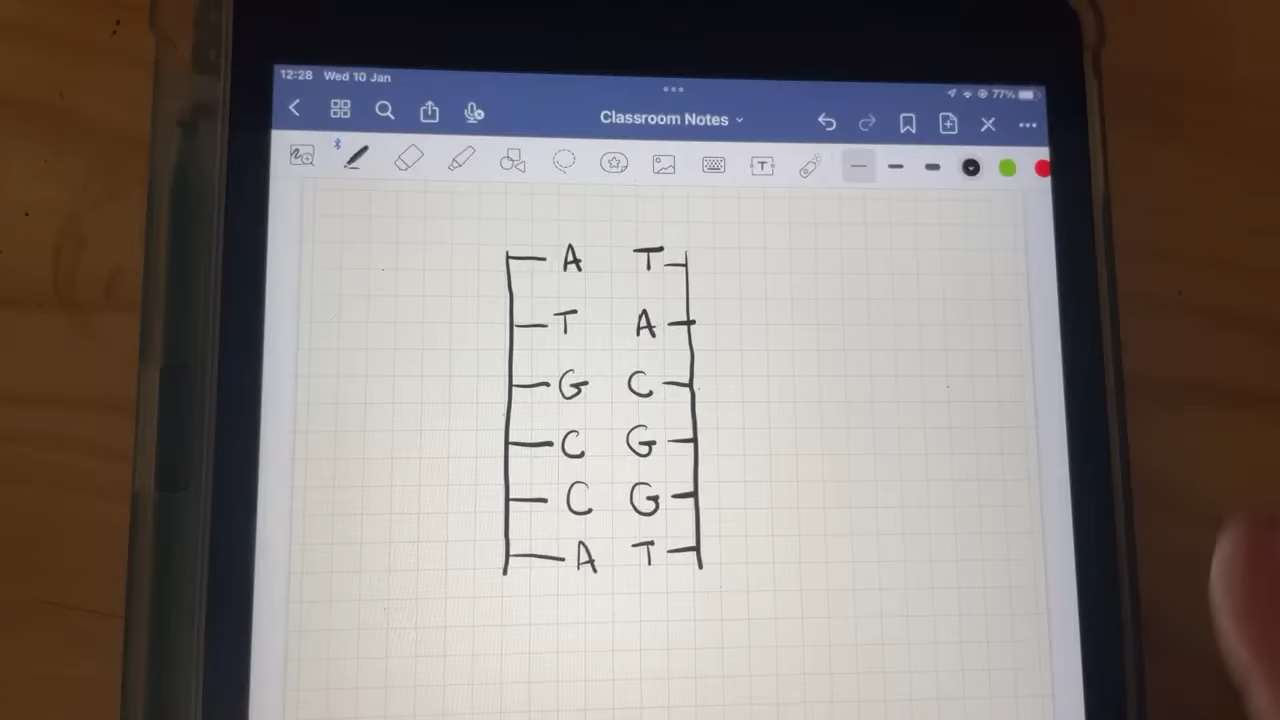 12:28 Wed 10 Jan
77%
Classroom Notes
T
A T
T A
G C
C G
C G
A T